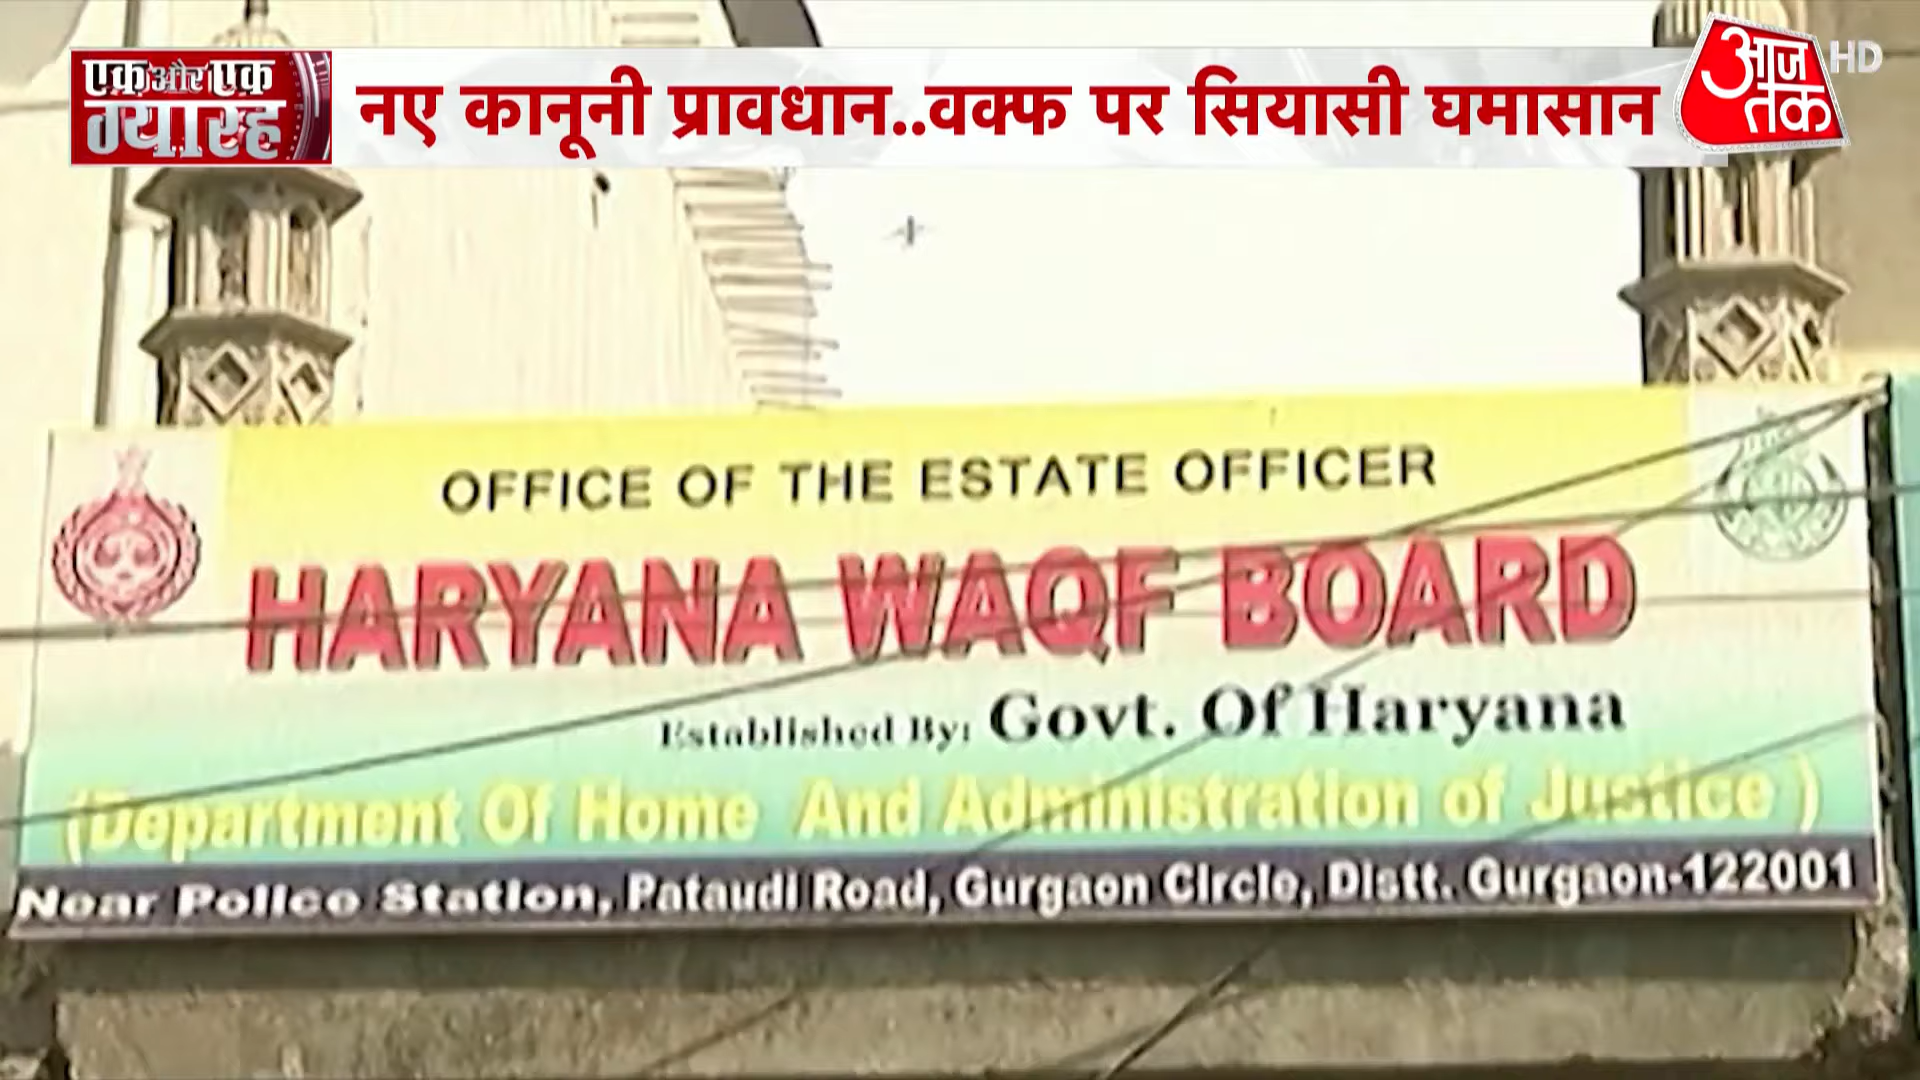 एक और एक
ग्यारह
नए कानूनी प्रावधान..वक्फ पर सियासी घमासान
आज
तक
HD
OFFICE OF THE ESTATE OFFICER
HARYANA WAQF BOARD
Established By: Govt. Of Haryana
(Department Of Home And Administration of Justice )
Near Police Station, Pataudi Road, Gurgaon Circle, Distt. Gurgaon-122001